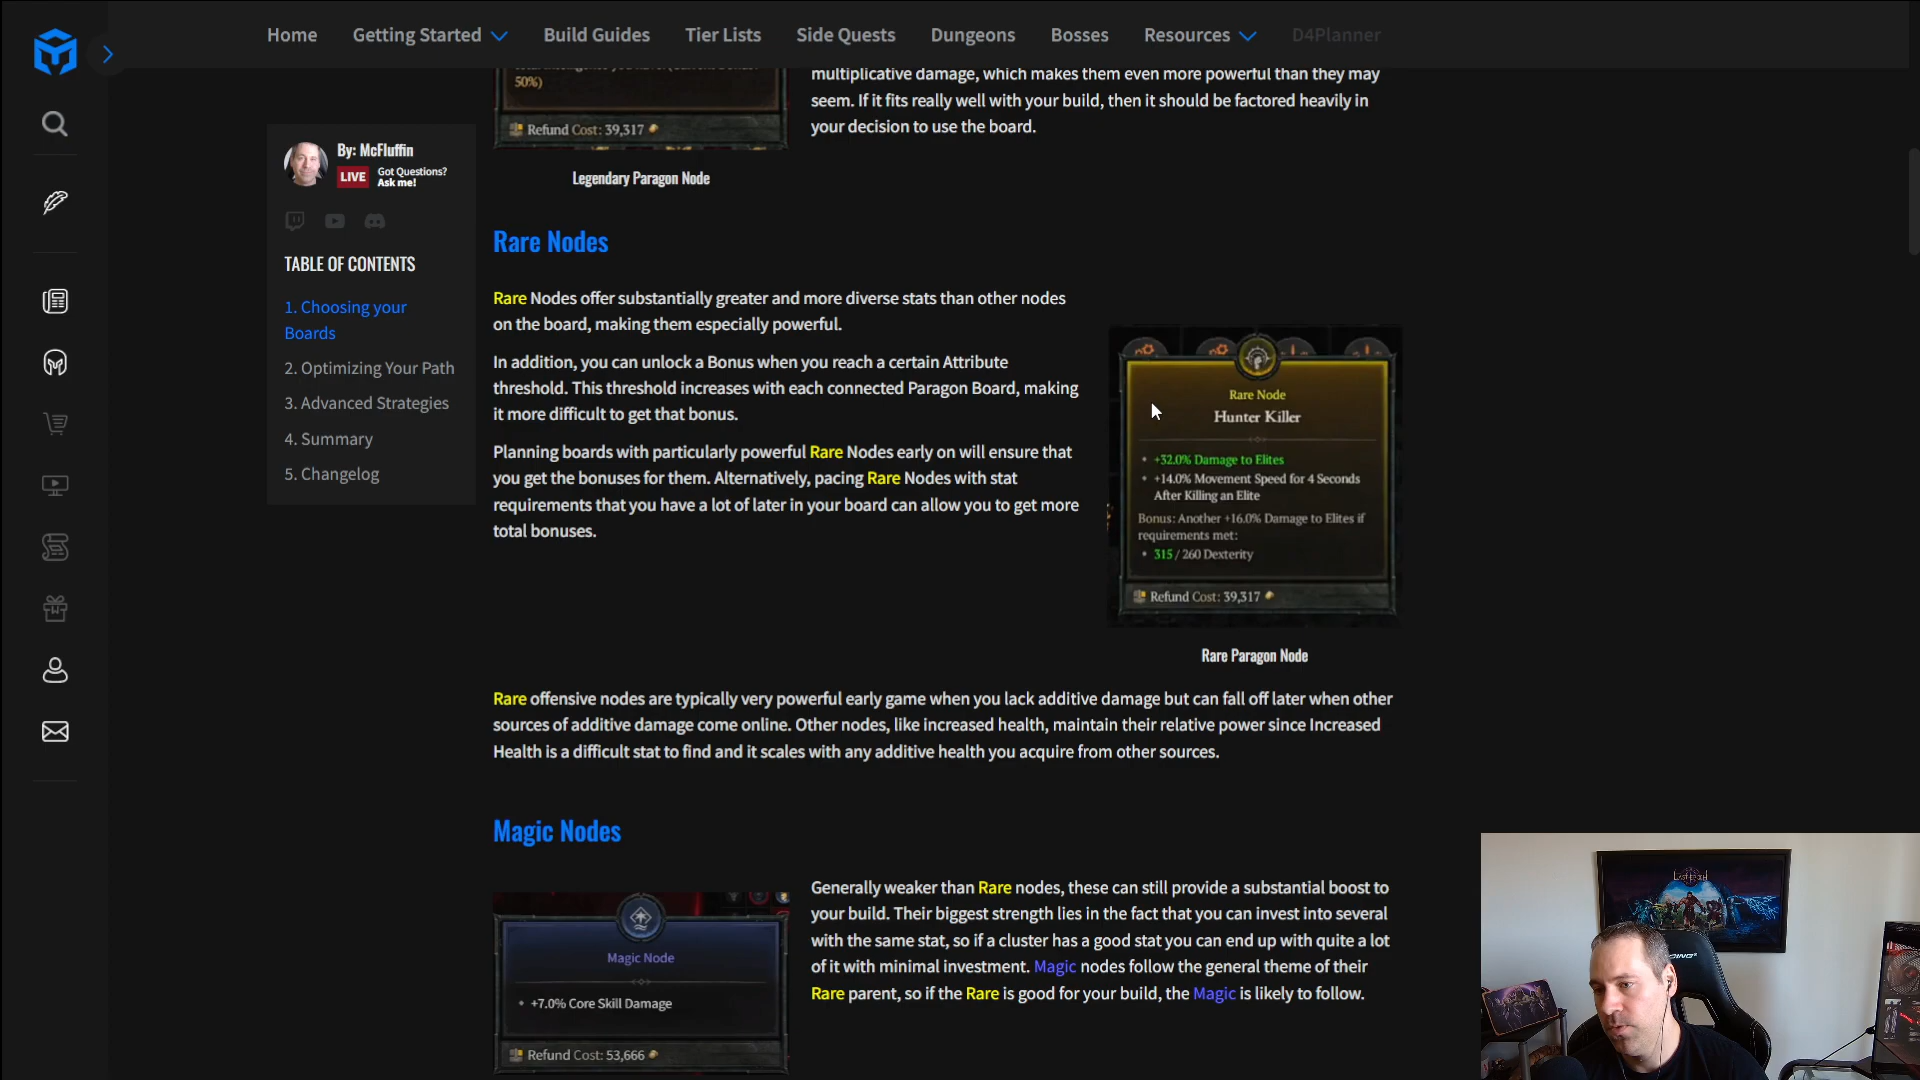 Home Getting Started Build Guides Tier Lists Side Quests Dungeons Bosses Resources D4Planner
50%)
Refund Cost: 39,317
Legendary Paragon Node
multiplicative damage, which makes them even more powerful than they may
seem. If it fits really well with your build, then it should be factored heavily in
your decision to use the board.
By: McFluffin
LIVE
Got Questions?
Ask me!
TABLE OF CONTENTS
1. Choosing your
Boards
2. Optimizing Your Path
3. Advanced Strategies
4. Summary
5. Changelog
Rare Nodes
Rare Nodes offer substantially greater and more diverse stats than other nodes
on the board, making them especially powerful.
In addition, you can unlock a Bonus when you reach a certain Attribute
threshold. This threshold increases with each connected Paragon Board, making
it more difficult to get that bonus.
Planning boards with particularly powerful Rare Nodes early on will ensure that
you get the bonuses for them. Alternatively, pacing Rare Nodes with stat
requirements that you have a lot of later in your board can allow you to get more
total bonuses.
Rare Node
Hunter Killer
+32.0% Damage to Elites
+14.0% Movement Speed for 4 Seconds
After Killing an Elite
Bonus: Another +16.0% Damage to Elites if
requirements met:
315 / 260 Dexterity
Refund Cost: 39,317
Rare Paragon Node
Rare offensive nodes are typically very powerful early game when you lack additive damage but can fall off later when other
sources of additive damage come online. Other nodes, like increased health, maintain their relative power since Increased
Health is a difficult stat to find and it scales with any additive health you acquire from other sources.
Magic Nodes
Magic Node
+7.0% Core Skill Damage
Refund Cost: 53,666
Generally weaker than Rare nodes, these can still provide a substantial boost to
your build. Their biggest strength lies in the fact that you can invest into several
with the same stat, so if a cluster has a good stat you can end up with quite a lot
of it with minimal investment. Magic nodes follow the general theme of their
Rare parent, so if the Rare is good for your build, the Magic is likely to follow.